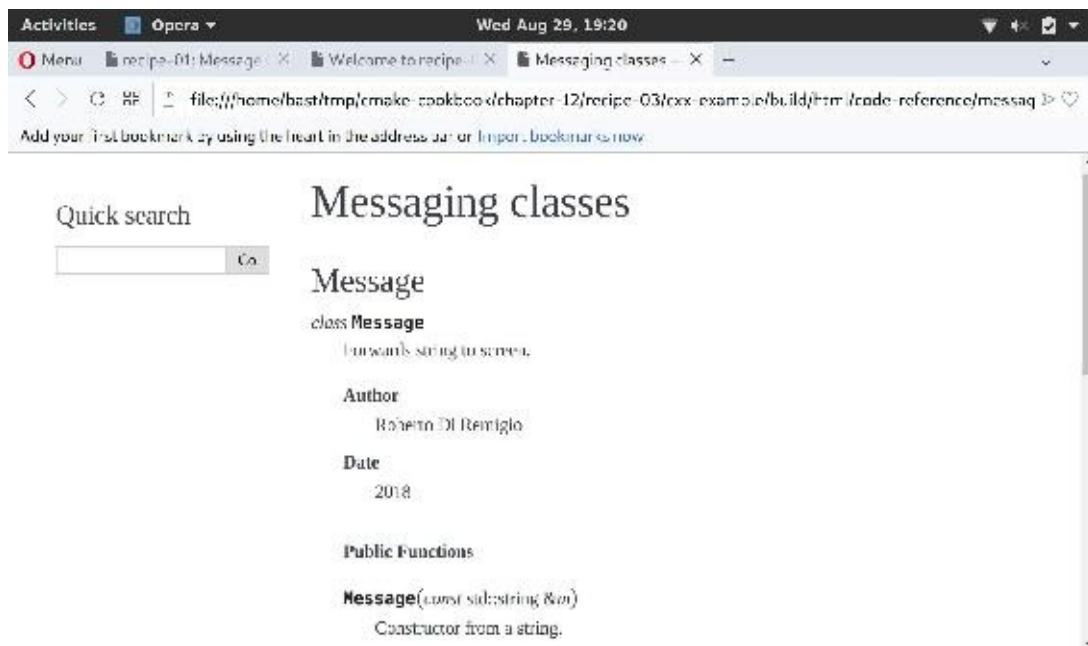 Activities Opera Wed Aug 29, 19:20
Menu recipe-01: Message Welcome to recipe- Messaging classes –
file:///home/bast/tmp/cmake-cookbook/chapter-12/recipe-03/cxx-example/build/html/code-reference/messag
Add your first bookmark by using the heart in the address bar or Import bookmarks now
Quick search
Go
Messaging classes
Message
class Message
Forwards string to screen.
Author
Roberto Di Remigio
Date
2018
Public Functions
Message(const std::string &m)
Constructor from a string.